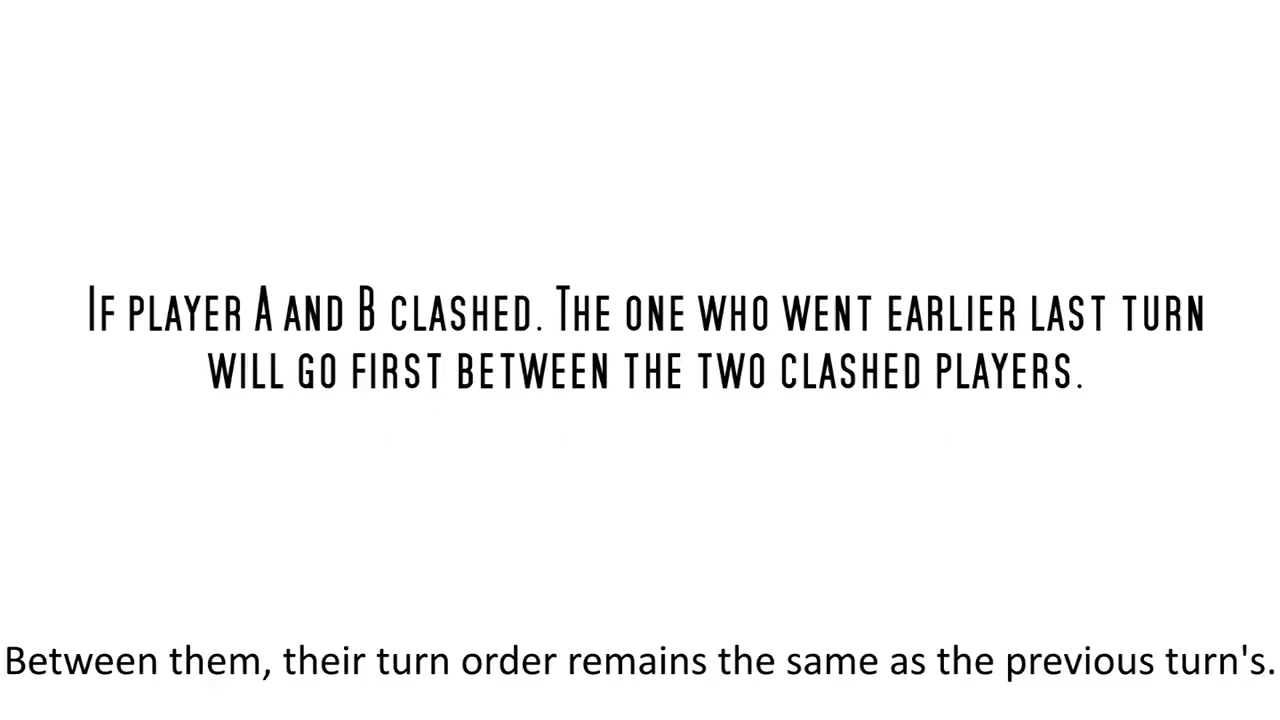 If player A and B clashed. The one who went earlier last turn
will go first between the two clashed players.
Between them, their turn order remains the same as the previous turn's.